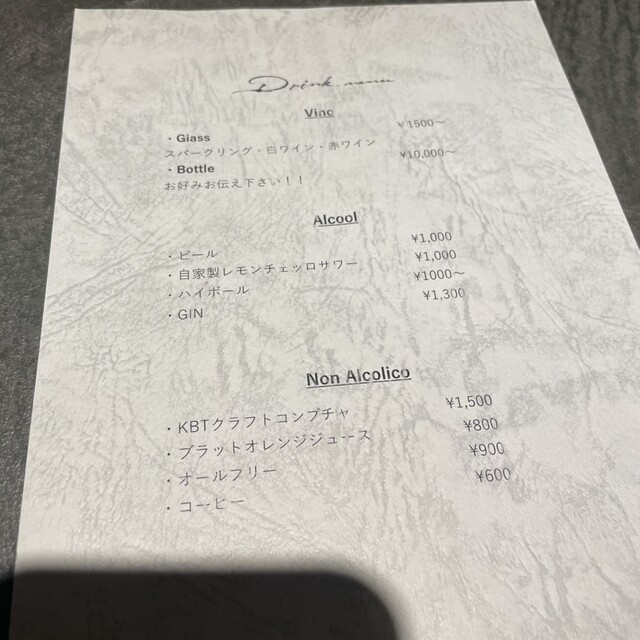 Drink menu
Vino
・Glass ¥1500〜
スパークリング・白ワイン・赤ワイン
・Bottle ¥10,000〜
お好みお伝え下さい！！
Alcool
・ビール ¥1,000
・自家製レモンチェッロサワー ¥1,000
・ハイボール ¥1000〜
・GIN ¥1,300
Non Alcolico
・KBTクラフトコンブチャ ¥1,500
・ブラットオレンジジュース ¥800
・オールフリー ¥900
・コーヒー ¥600